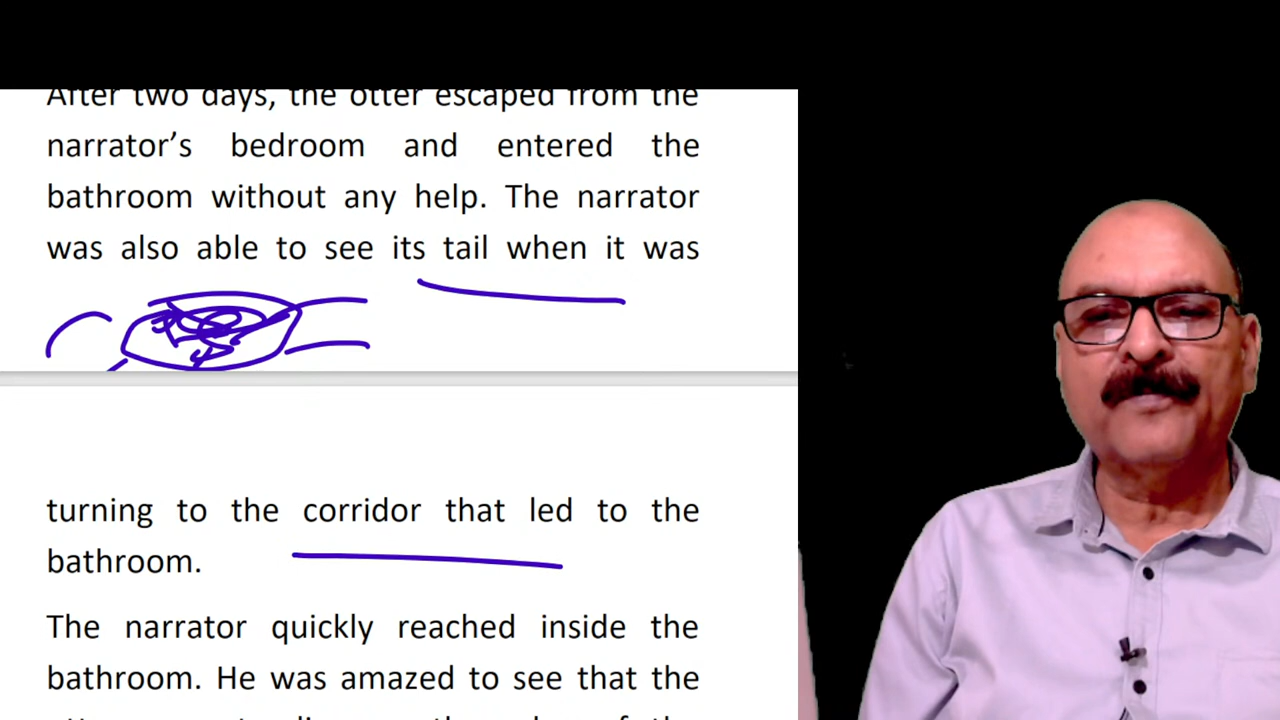 After two days, the otter escaped from the
narrator’s bedroom and entered the
bathroom without any help. The narrator
was also able to see its tail when it was
turning to the corridor that led to the
bathroom.
The narrator quickly reached inside the
bathroom. He was amazed to see that the